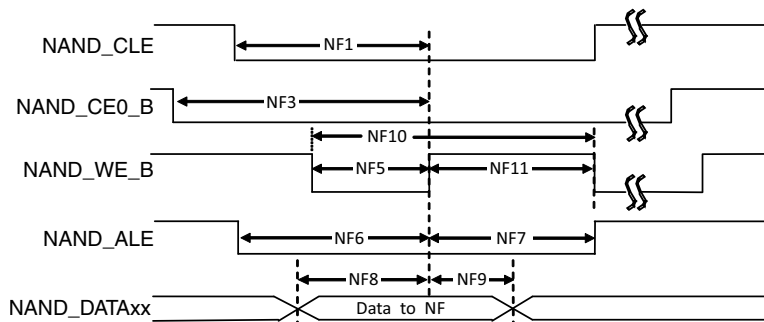 NAND_CLE
NF1
NAND_CE0_B
NF3
NF10
NAND_WE_B
NF5
NF11
NAND_ALE
NF6
NF7
NF8
NF9
NAND_DATAxx
Data to NF